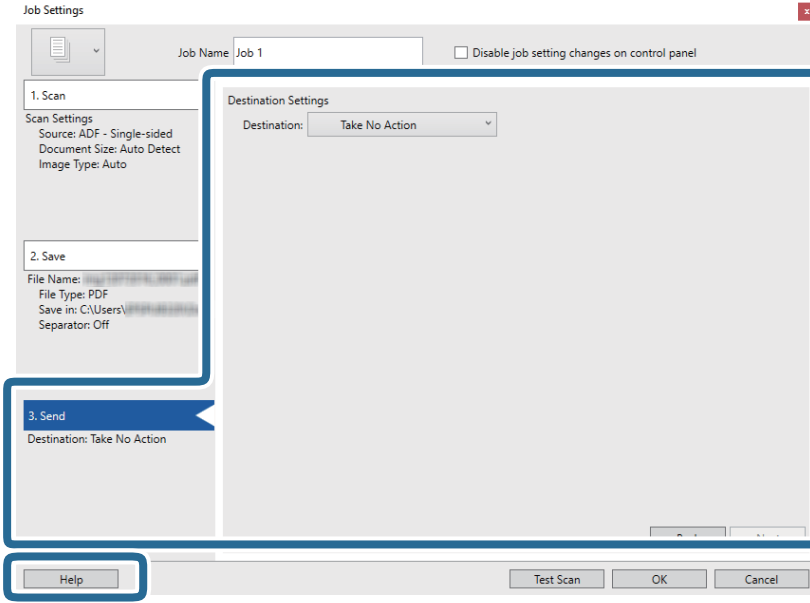 Job Settings
x
Job Name Job 1
Disable job setting changes on control panel
1. Scan
Scan Settings
Source: ADF - Single-sided
Document Size: Auto Detect
Image Type: Auto
2. Save
File Name:
File Type: PDF
Save in: C:\Users\
Separator: Off
3. Send
Destination: Take No Action
Destination Settings
Destination: Take No Action
Help
Test Scan
OK
Cancel